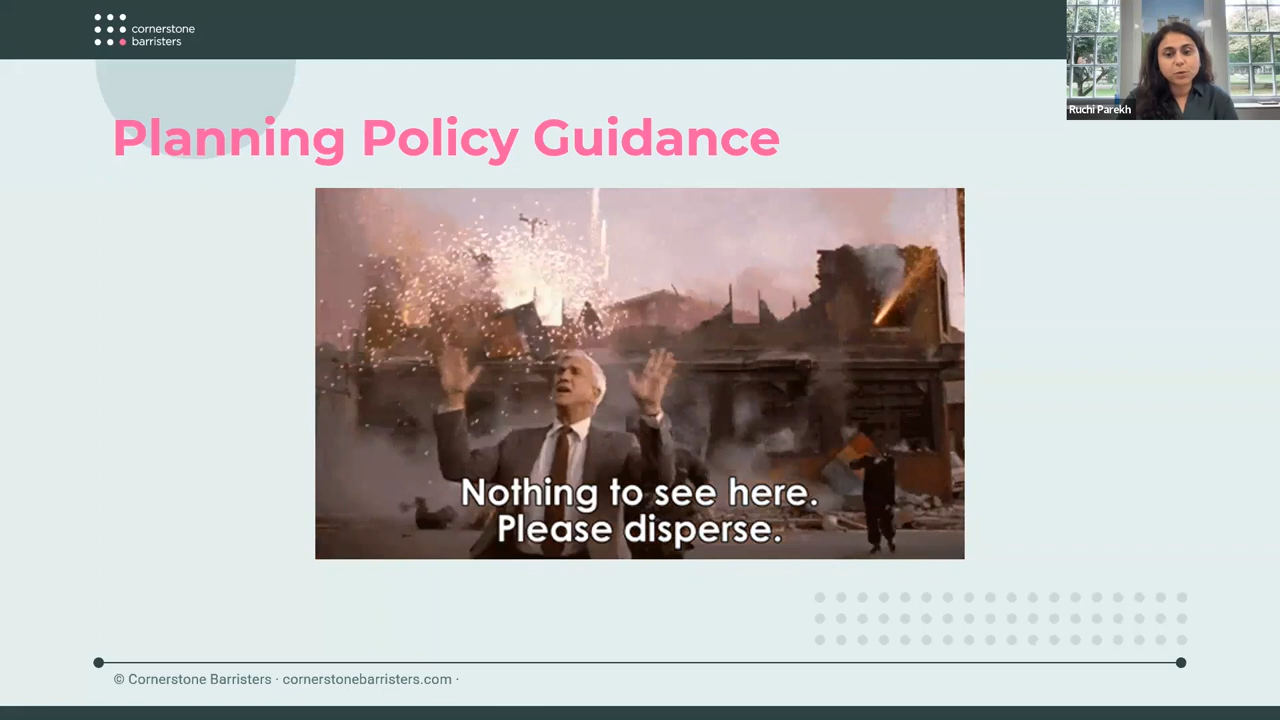 cornerstone
barristers
Ruchi Parekh
Planning Policy Guidance
Nothing to see here.
Please disperse.
© Cornerstone Barristers · cornerstonebarristers.com ·